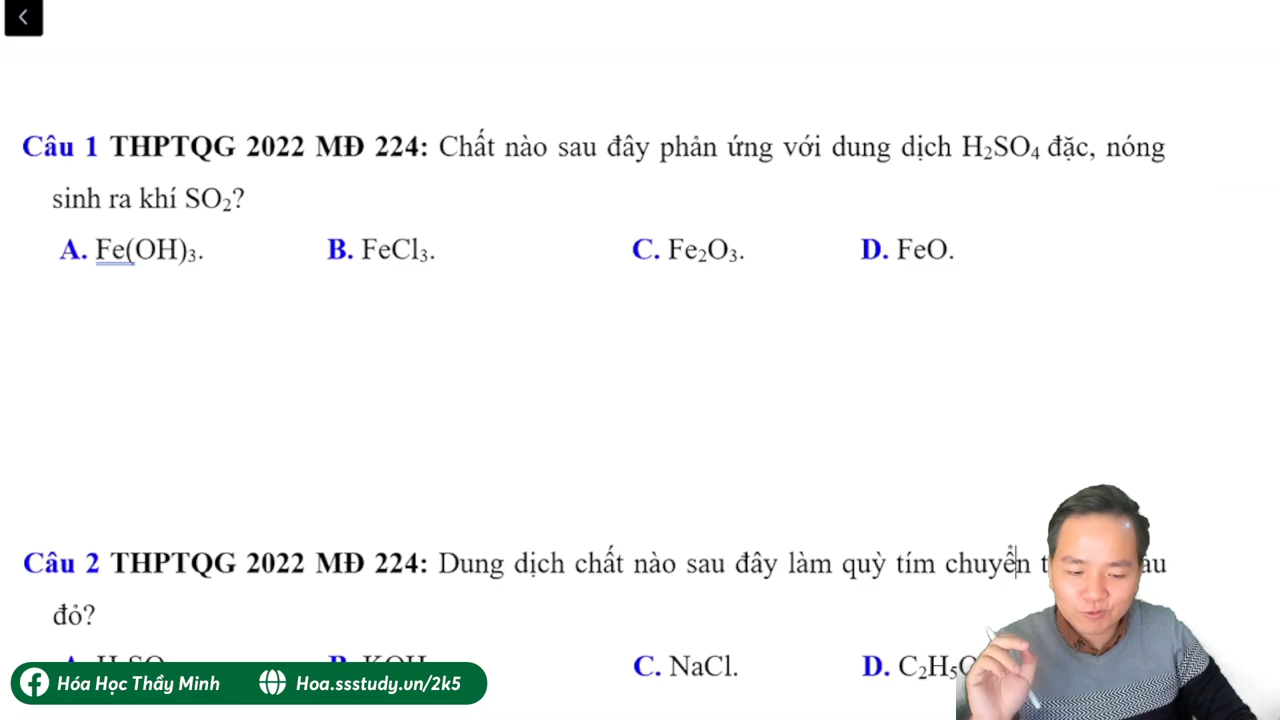 Câu 1 THPTQG 2022 MĐ 224: Chất nào sau đây phản ứng với dung dịch H₂SO₄ đặc, nóng
sinh ra khí SO₂?
A. Fe(OH)₃. B. FeCl₃. C. Fe₂O₃. D. FeO.
Câu 2 THPTQG 2022 MĐ 224: Dung dịch chất nào sau đây làm quỳ tím chuyển
đỏ?
C. NaCl. D. C₂H₅
Hóa Học Thầy Minh Hoa.ssstudy.vn/2k5